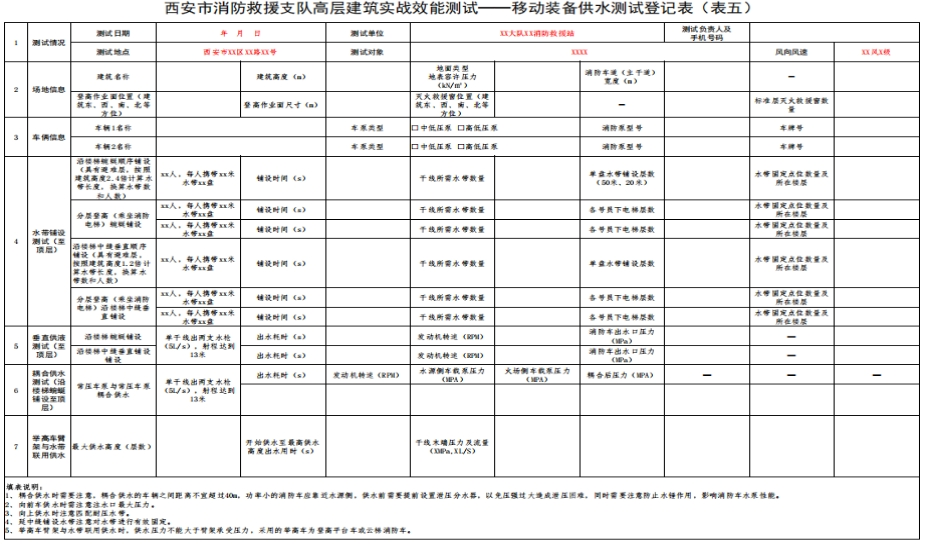 西安市消防救援支队高层建筑实战效能测试——移动装备供水测试登记表（表五）
1 测试情况 测试日期 年 月 日 测试单位 XX大队XX消防救援站 测试负责人及手机号码
测试地点 西安市XX区XX路XX号 测试对象 XXXX 风向风速 XX风X级
2 场地信息 建筑名称 建筑高度（m） 地面类型地表容许压力（kN/㎡） 消防车道（主干道）宽度（m） —
登高作业面位置（建筑东、西、南、北等方位） 登高作业面尺寸（m） 灭火救援窗位置（建筑东、西、南、北等方位） — 标准层灭火救援窗数量
3 车辆信息 车辆1名称 车泵类型 □中低压泵 □高低压泵 消防泵型号 车牌号
车辆2名称 车泵类型 □中低压泵 □高低压泵 消防泵型号 车牌号
4 水带铺设测试（至顶层） 沿楼梯蜿蜒顺序铺设（具有避难层，按照建筑高度2.4倍计算水带长度，换算水带数和人数） xx人，每人携带xx米水带xx盘 铺设时间（s） 干线所需水带数量 单盘水带铺设层数（50米、20米） 水带固定点位数量及所在楼层
分层登高（乘坐消防电梯）蜿蜒铺设 xx人，每人携带xx米水带xx盘 铺设时间（s） 干线所需水带数量 各号员下电梯层数 水带固定点位数量及所在楼层
xx人，每人携带xx米水带xx盘 铺设时间（s） 干线所需水带数量 各号员下电梯层数 水带固定点位数量及所在楼层
沿楼梯中缝垂直顺序铺设（具有避难层，按照建筑高度1.2倍计算水带长度，换算水带数和人数） xx人，每人携带xx米水带xx盘 铺设时间（s） 干线所需水带数量 单盘水带铺设层数 水带固定点位数量及所在楼层
分层登高（乘坐消防电梯）沿楼梯中缝垂直铺设 xx人，每人携带xx米水带xx盘 铺设时间（s） 干线所需水带数量 各号员下电梯层数 水带固定点位数量及所在楼层
xx人，每人携带xx米水带xx盘 铺设时间（s） 干线所需水带数量 各号员下电梯层数 水带固定点位数量及所在楼层
5 垂直供液测试（至顶层） 沿楼梯蜿蜒铺设 单干线出两支水枪（5L/s），射程达到13米 出水耗时（s） 发动机转速（RPM） 消防车出水口压力（MPa） —
沿楼梯中缝垂直铺设铺设 出水耗时（s） 发动机转速（RPM） 消防车出水口压力（MPa） —
6 耦合供水测试（沿楼梯蜿蜒铺设至顶层） 常压车泵与常压车泵耦合供水 单干线出两支水枪（5L/s），射程达到13米 出水耗时（s） 发动机转速（RPM） 水源侧车载泵压力（MPA） 火场侧车载泵压力（MPA） 耦合后压力（MPA） — — —
7 举高车臂架与水带联用供水 最大供水高度（层数） 开始供水至最高供水高度出水用时（s） 干线末端压力及流量（XMPa,X1/S）
填表说明：
1、耦合供水时需要注意，耦合供水的车辆之间距离不宜超过40m，功率小的消防车应靠近水源侧，供水前需要提前设置泄压分水器，以免压强过大造成泄压困难，同时需要注意防止水锤作用，影响消防车水泵性能。
2、向前车供水时需注意注水口最大压力。
3、向上供水时注意匹配耐压水带。
4、延中缝铺设水带注意对水带进行有效固定。
5、举高车臂架与水带联用供水时，供水压力不能大于臂架承受压力，采用的举高车为登高平台车或云梯消防车。